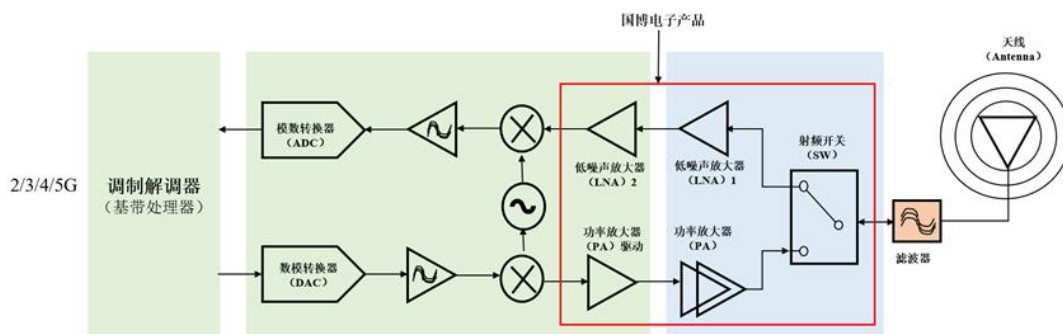 国博电子产品
天线
（Antenna）
模数转换器
（ADC）
低噪声放大器
（LNA）2
低噪声放大器
（LNA）1
射频开关
（SW）
2/3/4/5G
调制解调器
（基带处理器）
数模转换器
（DAC）
功率放大器
（PA）驱动
功率放大器
（PA）
滤波器